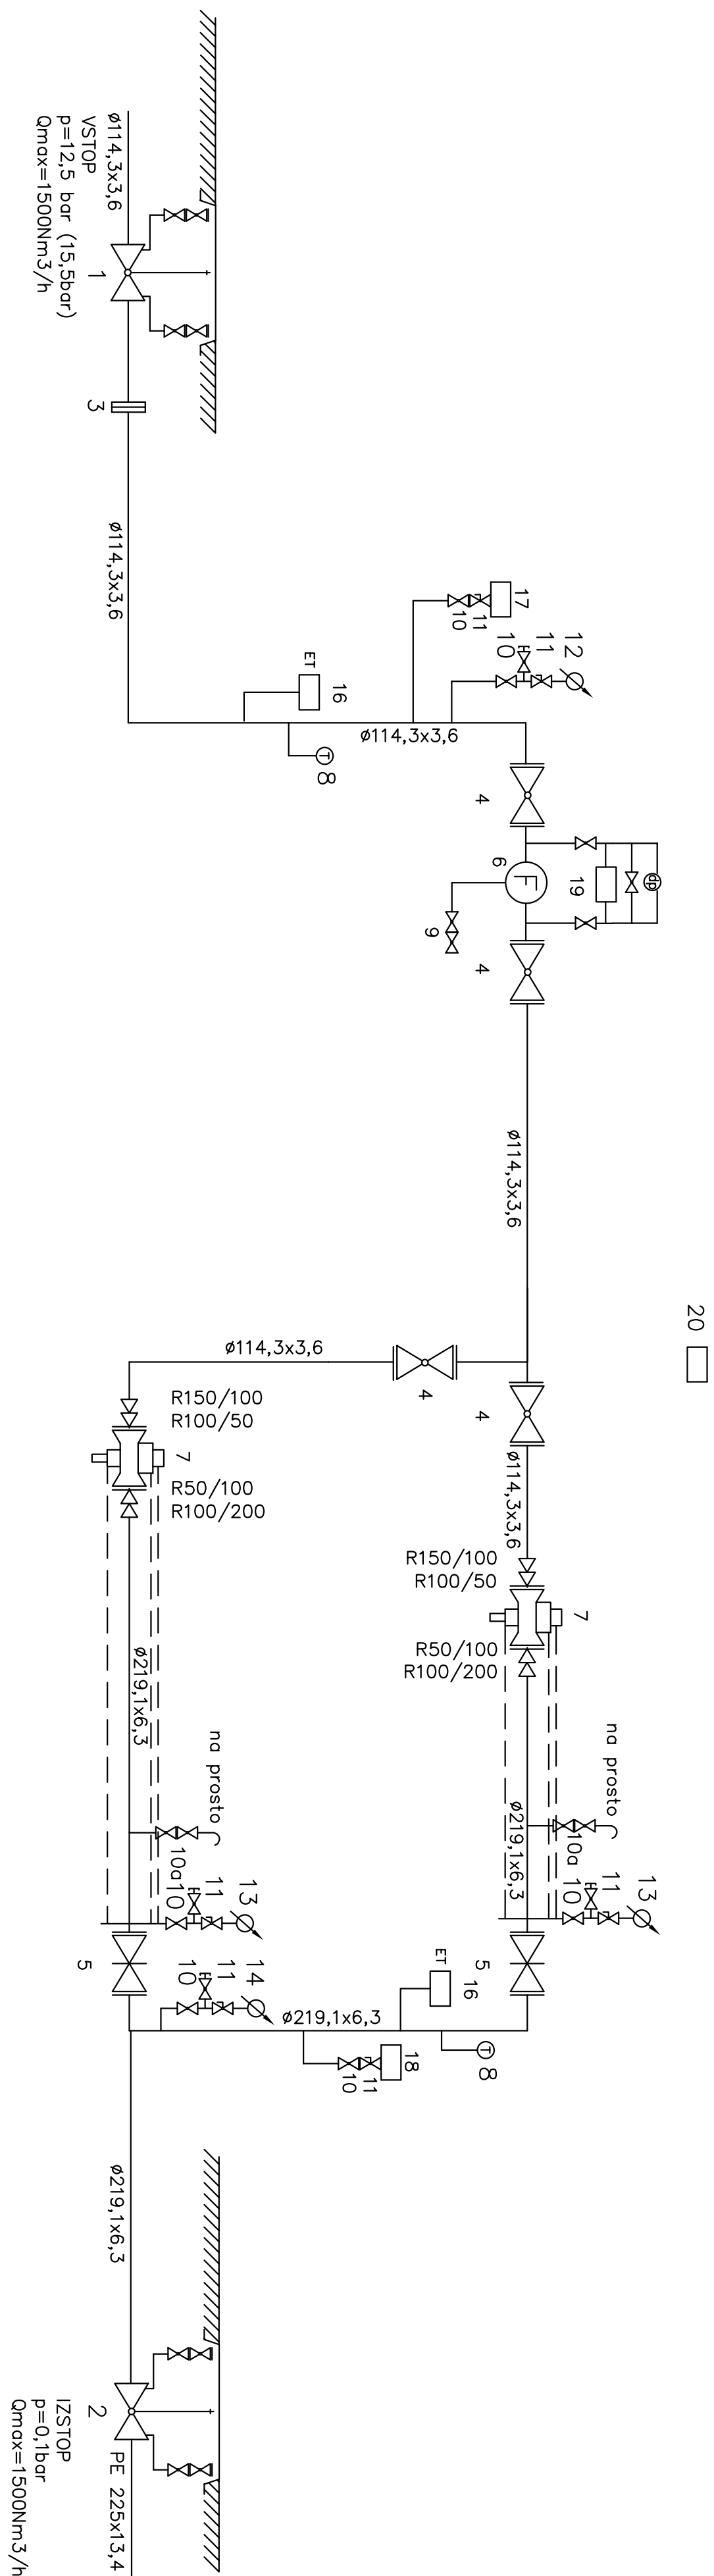 ø114,3x3,6
VSTOP
p=12,5 bar (15,5bar)
Qmax=1500Nm3/h
1
3
ø114,3x3,6
17
11
10
12
11
10
ET
16
8
ø114,3x3,6
4
6
19
dp
F
9
4
T
ø114,3x3,6
20
ø114,3x3,6
4
4
ø114,3x3,6
R150/100
R100/50
7
R50/100
R100/200
R150/100
R100/50
7
R50/100
R100/200
ø219,1x6,3
na prosto
10a
10
11
13
5
ø219,1x6,3
na prosto
10a
10
11
13
5
10
11
14
ET
16
ø219,1x6,3
T
8
18
11
10
ø219,1x6,3
2
IZSTOP
p=0,1bar
Qmax=1500Nm3/h
PE 225x13,4